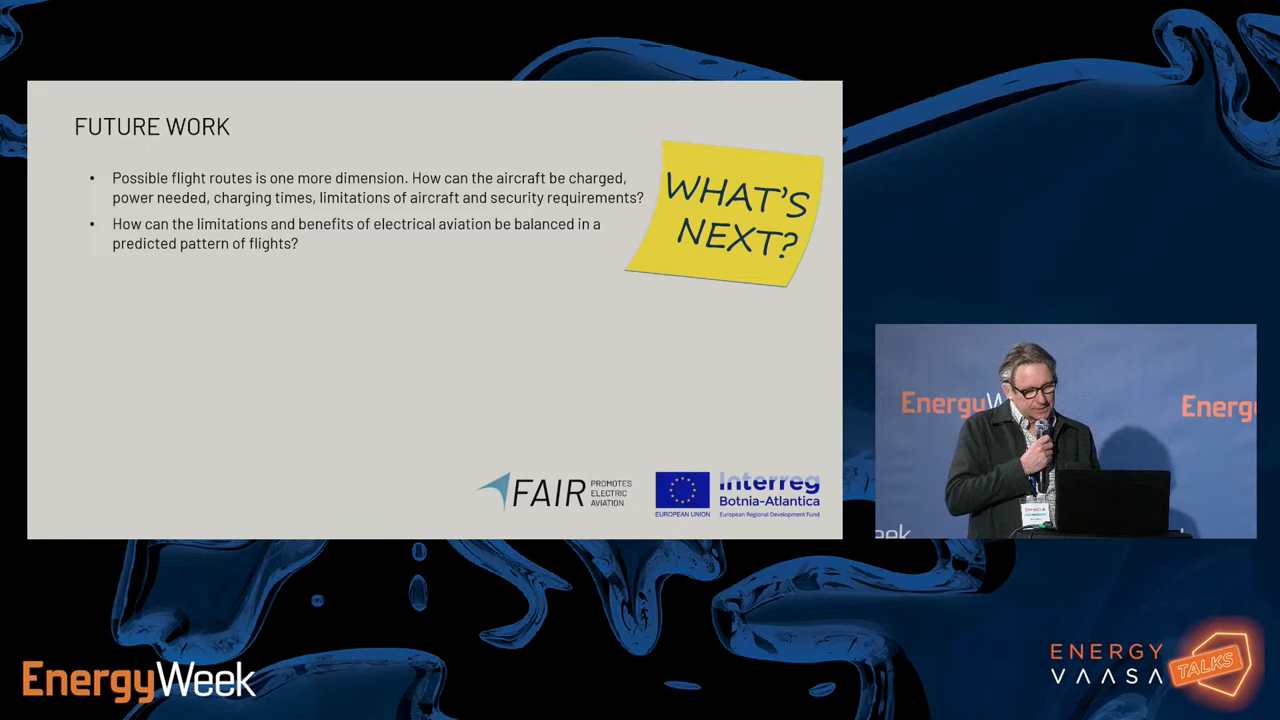 FUTURE WORK
• Possible flight routes is one more dimension. How can the aircraft be charged,
power needed, charging times, limitations of aircraft and security requirements?
• How can the limitations and benefits of electrical aviation be balanced in a
predicted pattern of flights?
WHAT'S
NEXT?
FAIR PROMOTES
ELECTRIC
AVIATION
EUROPEAN UNION
Interreg
Botnia-Atlantica
European Regional Development Fund
EnergyW
Energy
eek
EnergyWeek
ENERGY
VAASA
TALKS